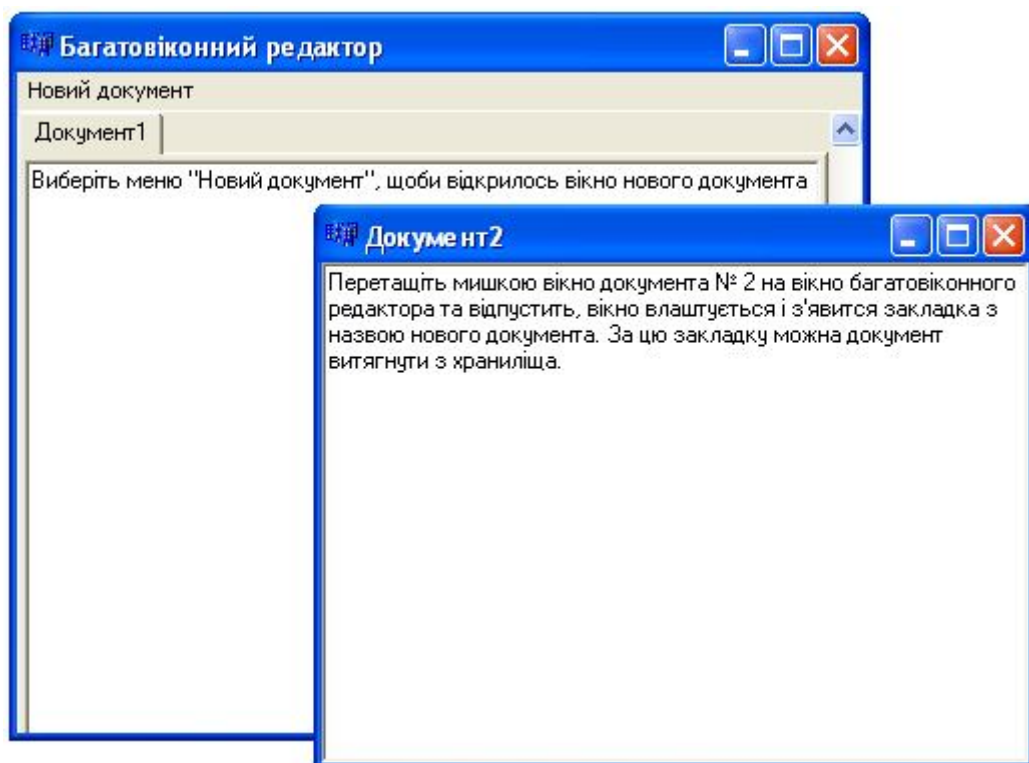 Багатовіконний редактор
Новий документ
Документ1
Виберіть меню "Новий документ", щоби відкрилось вікно нового документа
Документ2
Перетащіть мишкою вікно документа № 2 на вікно багатовіконного
редактора та відпустить, вікно влаштується і з'явится закладка з
назвою нового документа. За цю закладку можна документ
витягнути з храниліща.